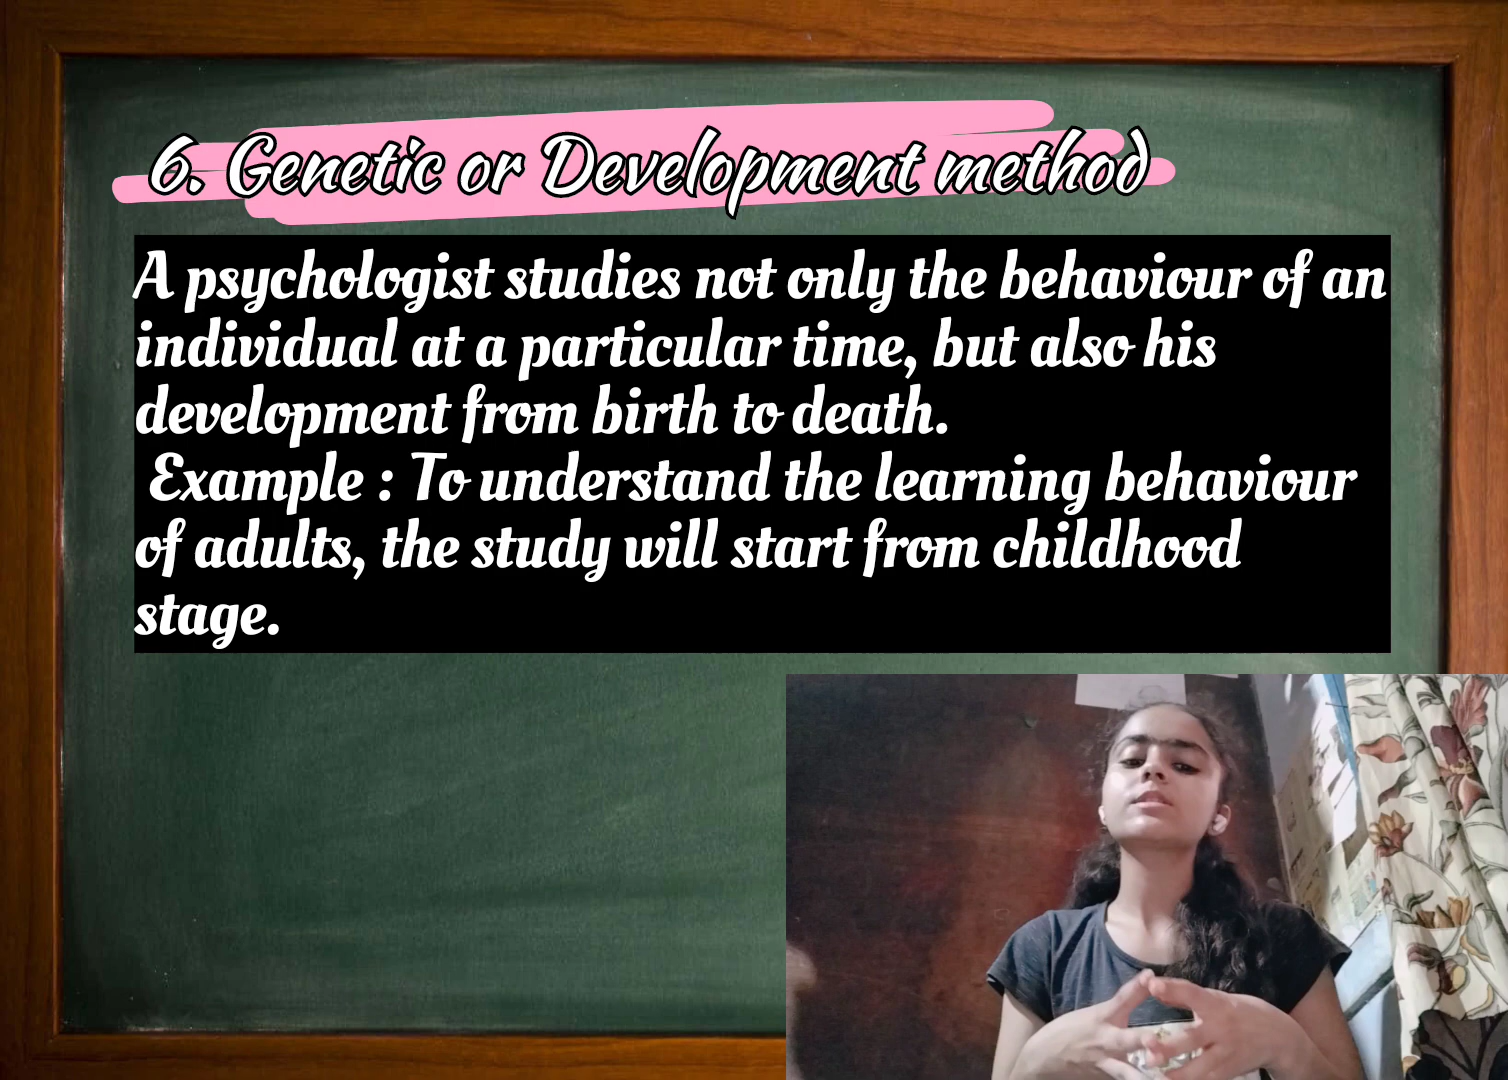 6. Genetic or Development method
A psychologist studies not only the behaviour of an
individual at a particular time, but also his
development from birth to death.
Example : To understand the learning behaviour
of adults, the study will start from childhood
stage.